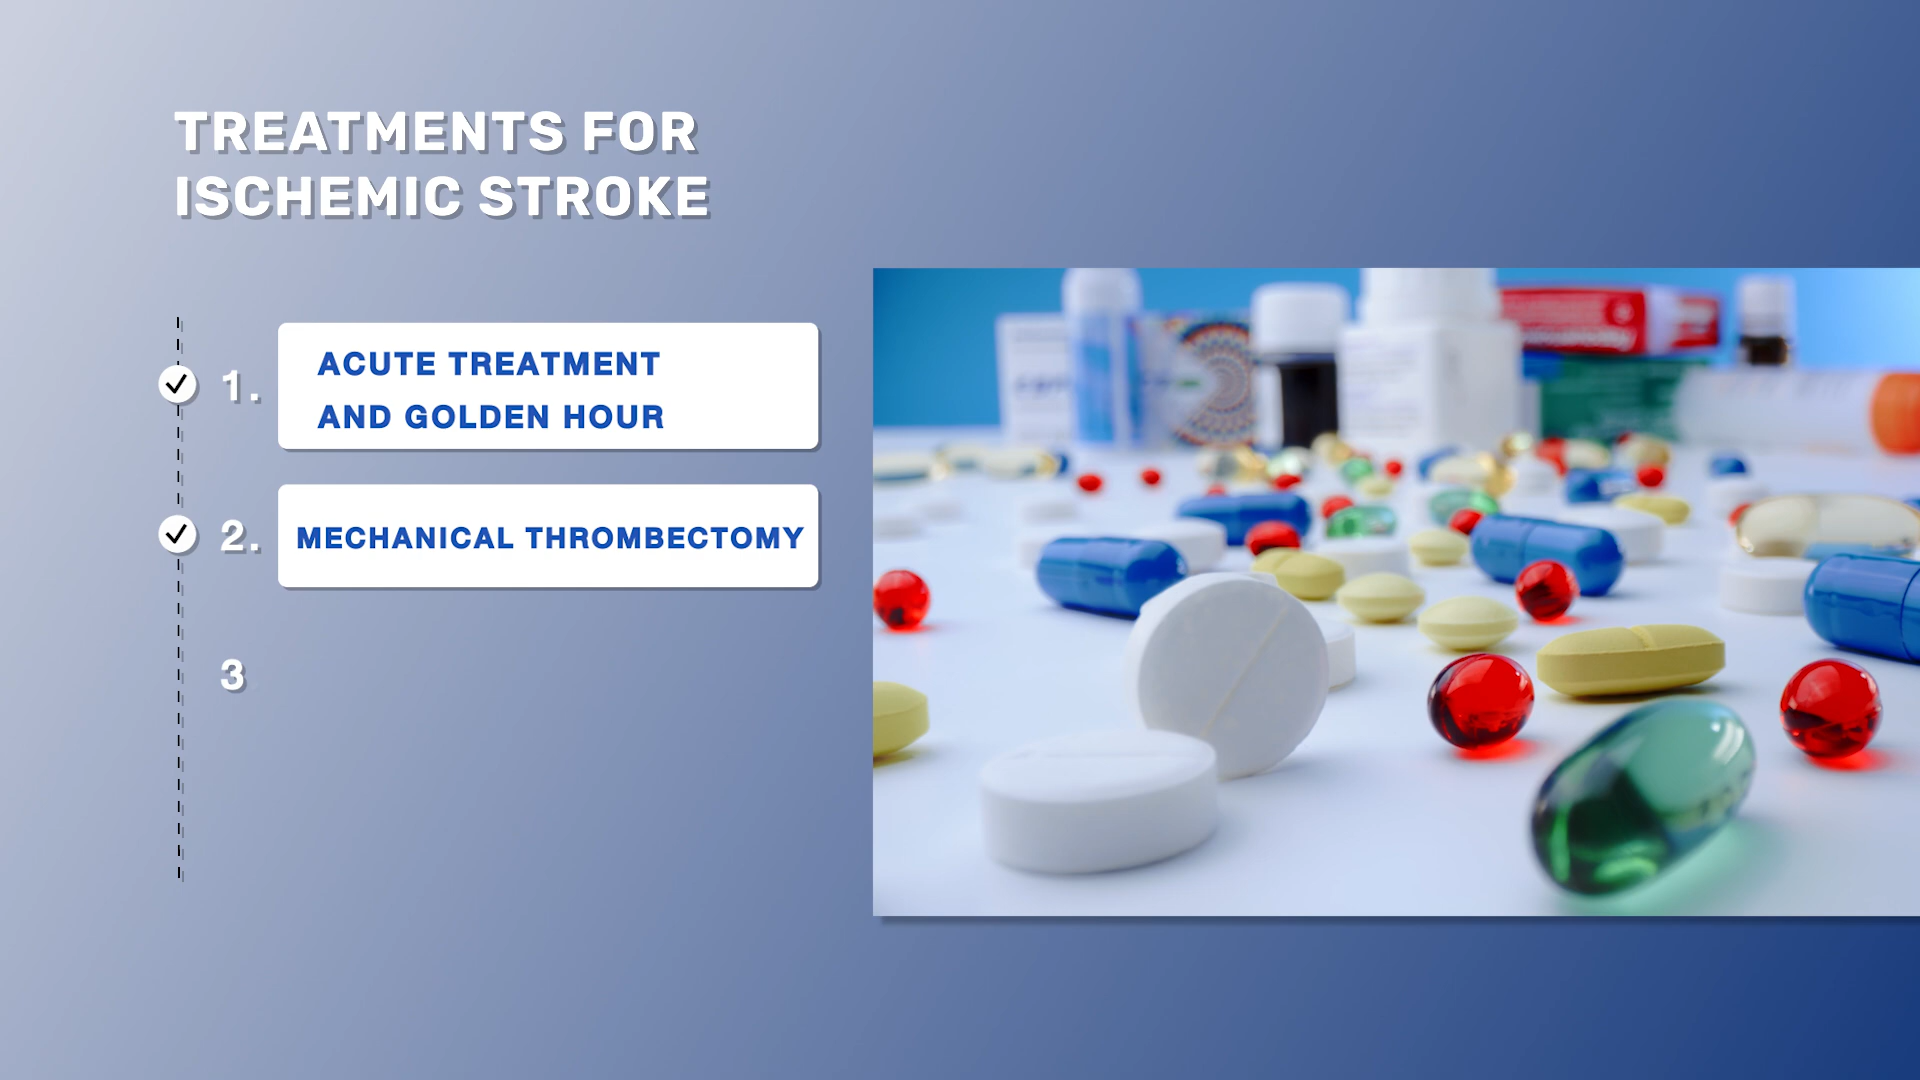 TREATMENTS FOR
ISCHEMIC STROKE
1.
ACUTE TREATMENT
AND GOLDEN HOUR
2.
MECHANICAL THROMBECTOMY
3